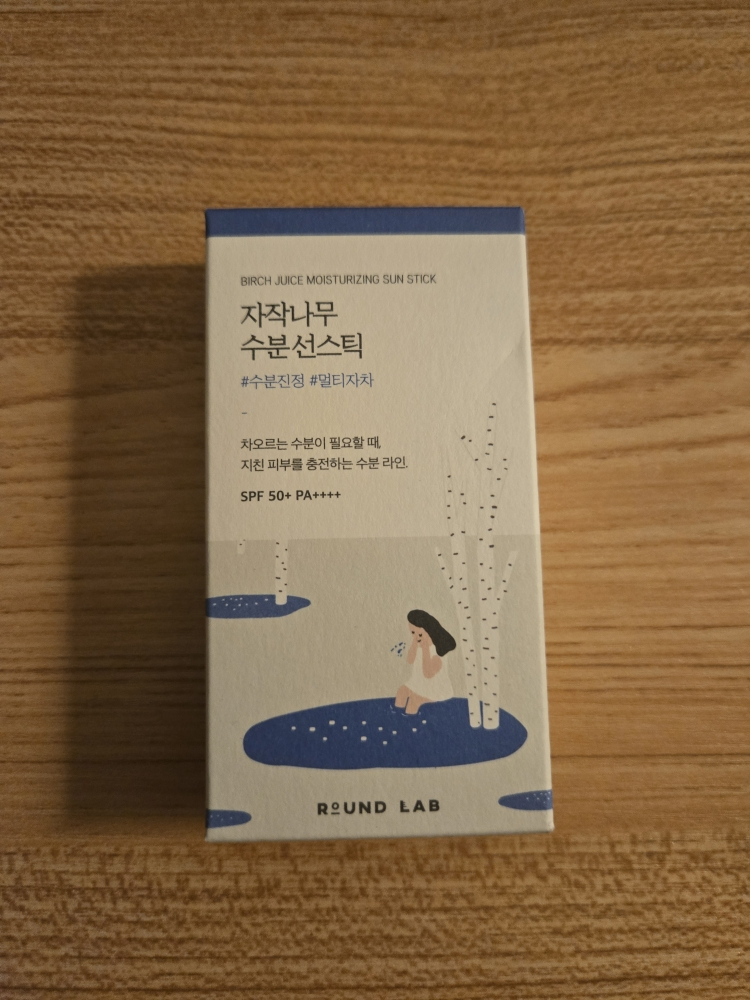 BIRCH JUICE MOISTURIZING SUN STICK
자작나무
수분선스틱
#수분진정 #멀티자차
-
차오르는 수분이 필요할 때,
지친 피부를 충전하는 수분 라인.
SPF 50+ PA++++
ROUND LAB